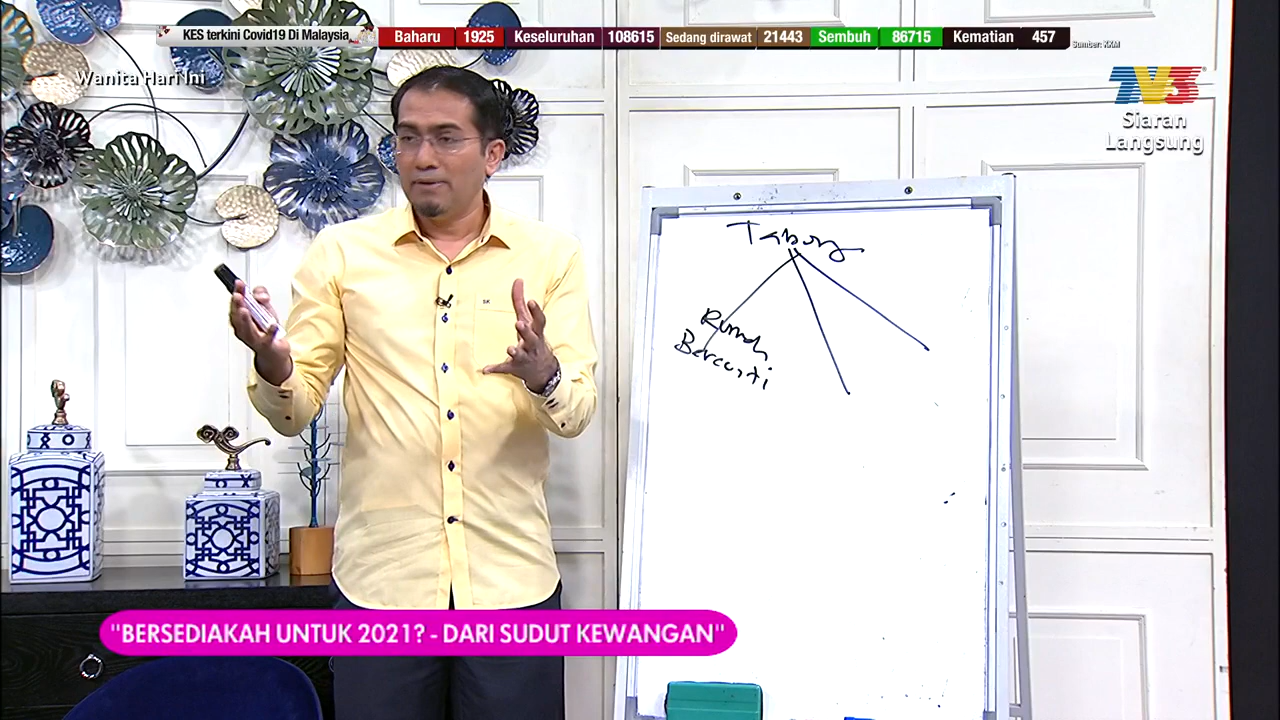 KES terkini Covid19 Di Malaysia
Baharu 1925 Keseluruhan 108615 Sedang dirawat 21443 Sembuh 86715 Kematian 457
Sumber: KKM
Wanita Hari Ini
TV3
Siaran
Langsung
SK
Tabung
Rumah
Bercuti
"BERSEDIAKAH UNTUK 2021? - DARI SUDUT KEWANGAN"